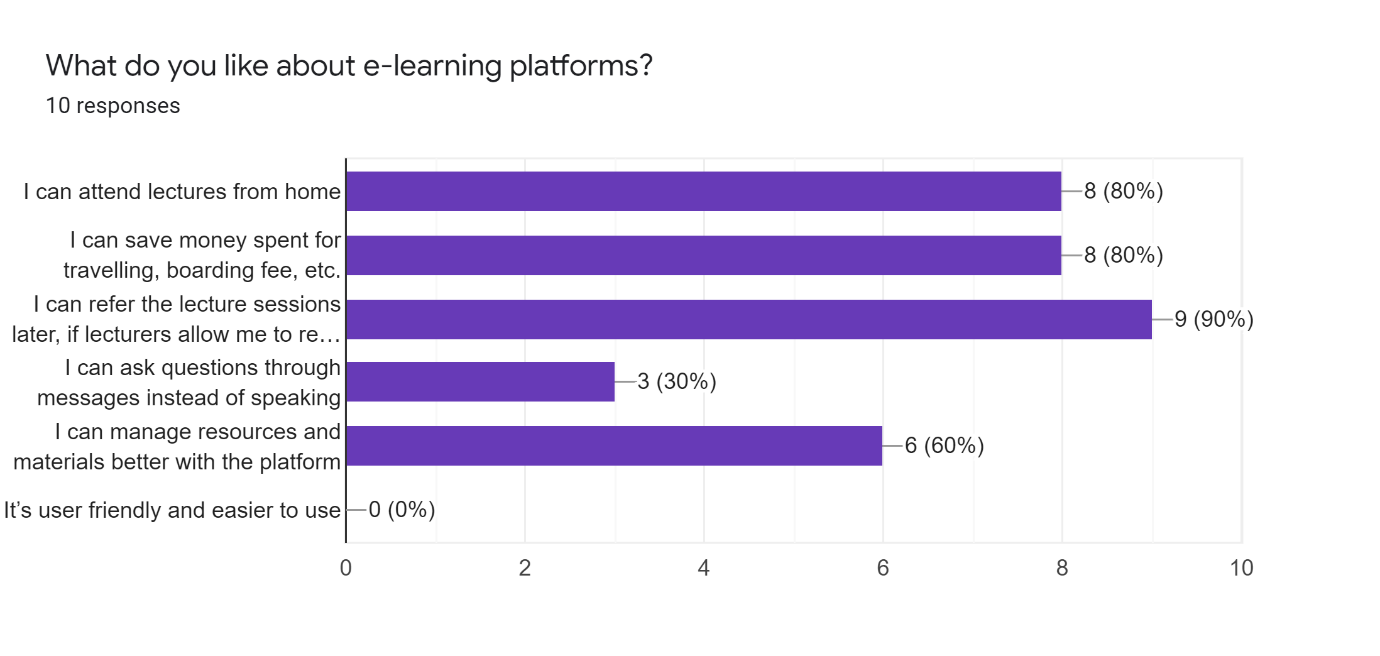 What do you like about e-learning platforms?
10 responses
I can attend lectures from home
8 (80%)
I can save money spent for
travelling, boarding fee, etc.
8 (80%)
I can refer the lecture sessions
later, if lecturers allow me to re…
9 (90%)
I can ask questions through
messages instead of speaking
3 (30%)
I can manage resources and
materials better with the platform
6 (60%)
It’s user friendly and easier to use
0 (0%)
0 2 4 6 8 10